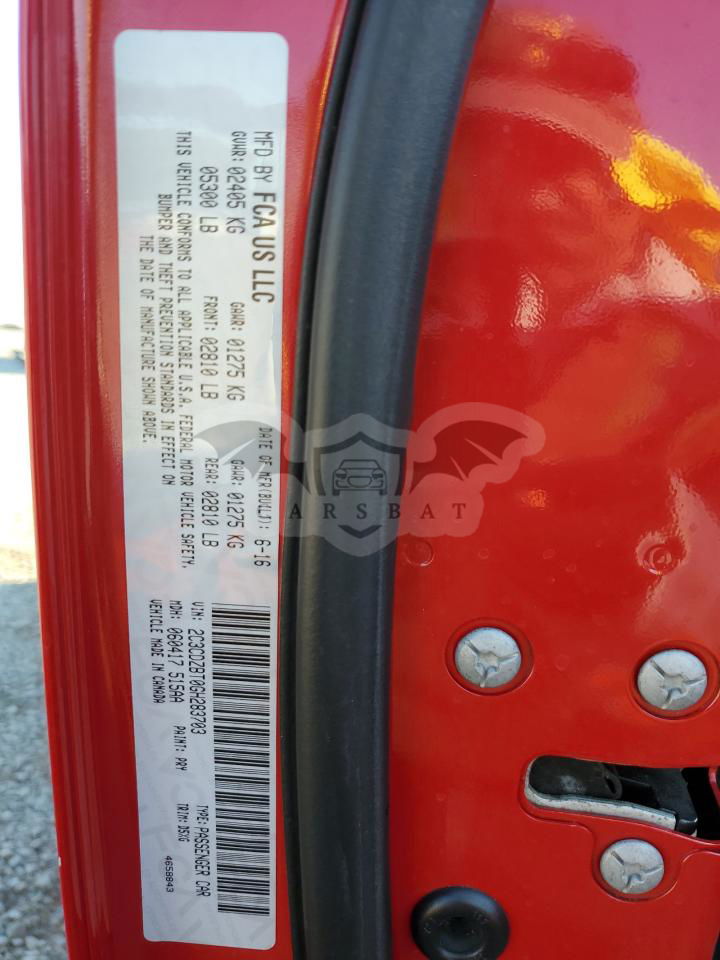 MFD BY FCA US LLC
DATE OF MFR(BUILT): 6-16
GVWR: 02405 KG
GAWR: 01275 KG
GAWR: 01275 KG
05300 LB
FRONT: 02810 LB
REAR: 02810 LB
THIS VEHICLE CONFORMS TO ALL APPLICABLE U.S.A. FEDERAL MOTOR VEHICLE SAFETY,
BUMPER AND THEFT PREVENTION STANDARDS IN EFFECT ON
THE DATE OF MANUFACTURE SHOWN ABOVE.
VIN: 2C3CDZBT0GH283703
TYPE: PASSENGER CAR
MDH: 060417 515AA
PAINT: PRY
TRIM: D5XG
VEHICLE MADE IN CANADA
4658843
ARSBAT